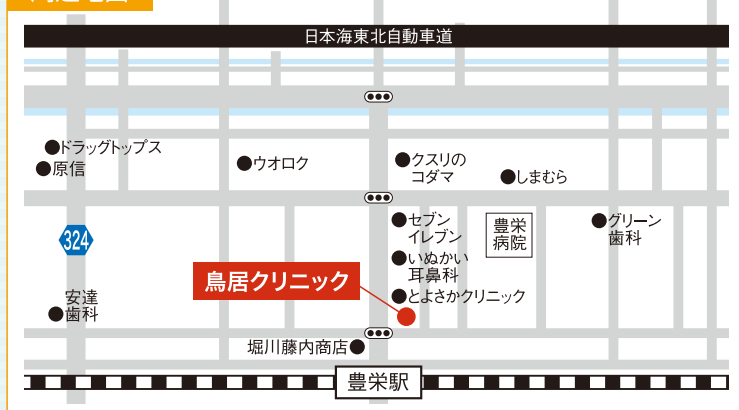 日本海東北自動車道
ドラッグトップス
原信
ウオロク
クスリの
コダマ
しまむら
324
セブン
イレブン
豊栄
病院
グリーン
歯科
いぬかい
耳鼻科
鳥居クリニック
とよさかクリニック
安達
歯科
堀川藤内商店
豊栄駅